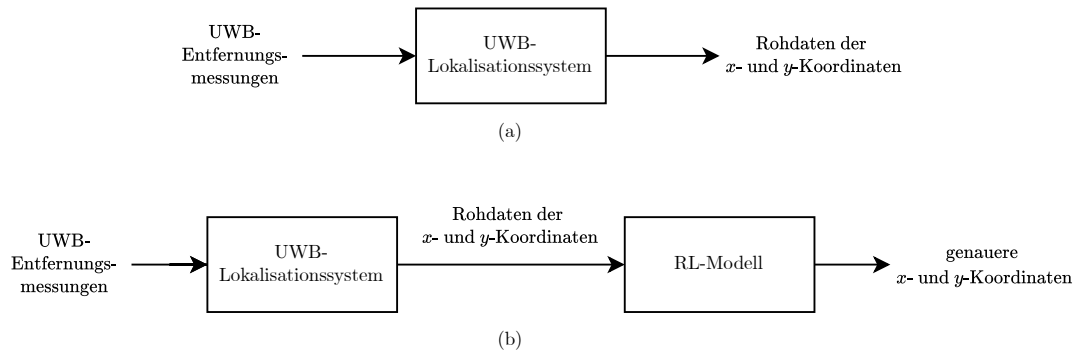 UWB-
Entfernungs-
messungen
UWB-
Lokalisationssystem
Rohdaten der
x- und y-Koordinaten
(a)
UWB-
Entfernungs-
messungen
UWB-
Lokalisationssystem
Rohdaten der
x- und y-Koordinaten
RL-Modell
genauere
x- und y-Koordinaten
(b)